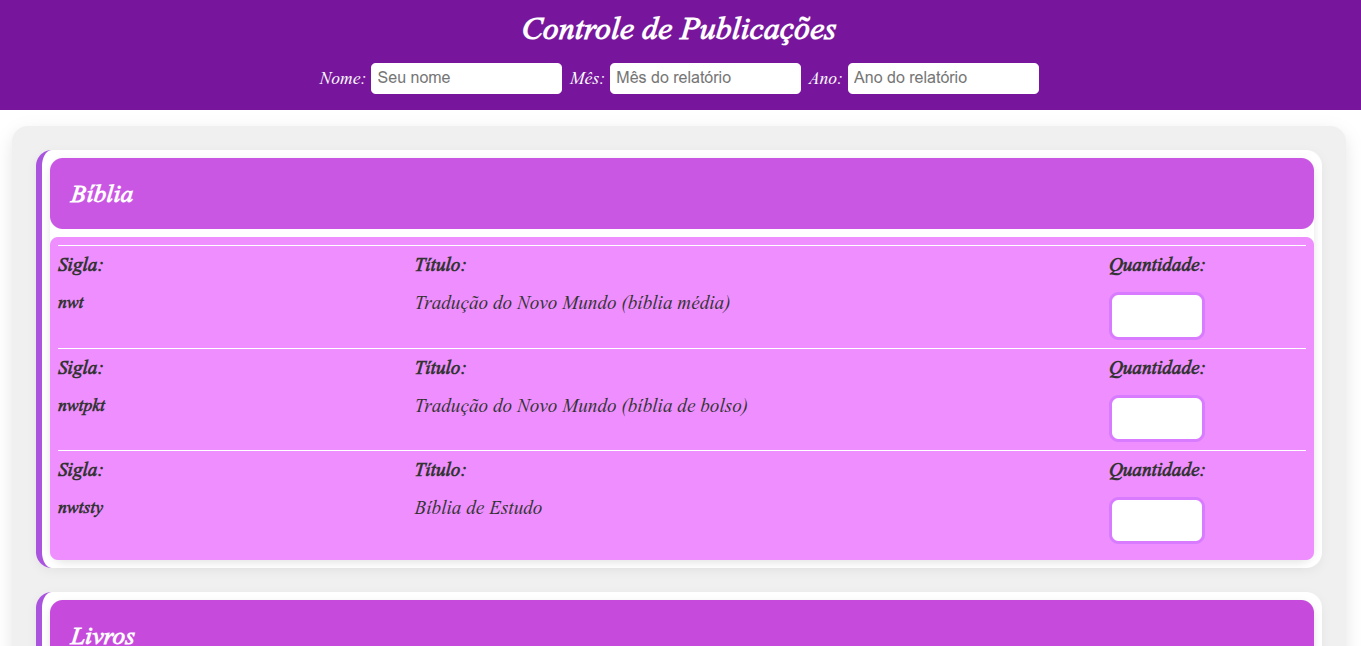 Controle de Publicações
Nome: Seu nome Mês: Mês do relatório Ano: Ano do relatório
Bíblia
Sigla: Título: Quantidade:
nwt Tradução do Novo Mundo (bíblia média)
Sigla: Título: Quantidade:
nwtpkt Tradução do Novo Mundo (bíblia de bolso)
Sigla: Título: Quantidade:
nwtsty Bíblia de Estudo
Livros